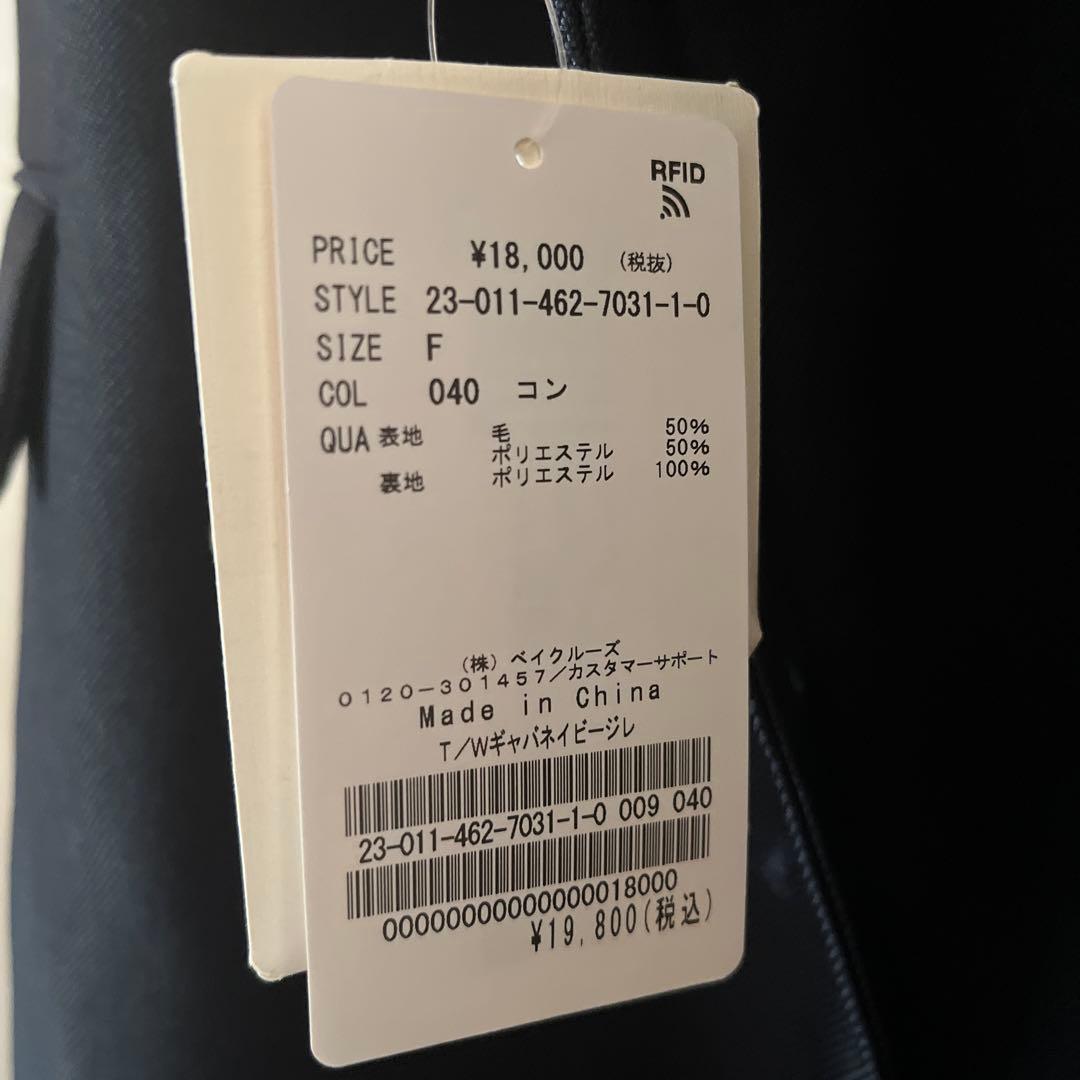 RFID
PRICE ¥18,000 (税抜)
STYLE 23-011-462-7031-1-0
SIZE F
COL 040 コン
QUA 表地 毛 50%
ポリエステル 50%
裏地 ポリエステル 100%
(株) ベイクルーズ
0120-301457/カスタマーサポート
Made in China
T/Wギャバネイビージレ
23-011-462-7031-1-0 009 040
00000000000000018000
¥19,800(税込)